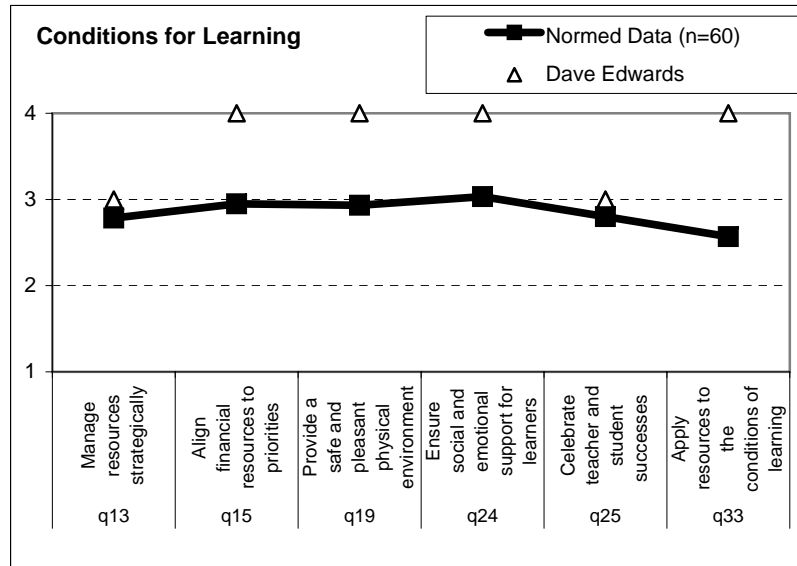 Conditions for Learning
Normed Data (n=60)
Dave Edwards
4
3
2
1
Manage
resources
strategically
Align
financial
resources to
priorities
Provide a
safe and
pleasant
physical
environment
Ensure
social and
emotional
support for
learners
Celebrate
teacher and
student
successes
Apply
resources to
the
conditions of
learning
q13
q15
q19
q24
q25
q33